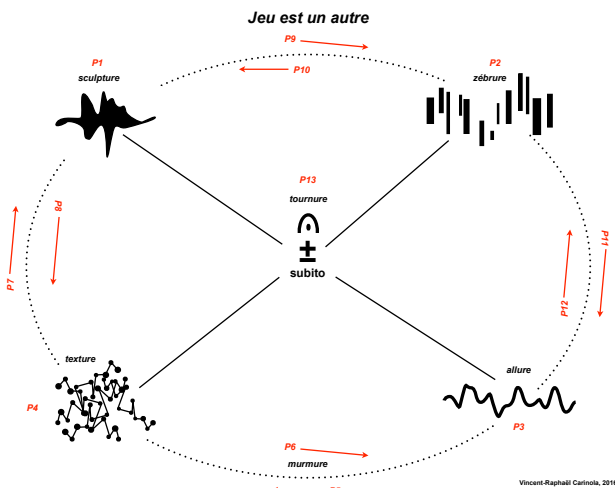 Jeu est un autre
P9
P1
sculpture
P10
P2
zébrure
P13
tournure
±
subito
P7
P8
P12
P11
texture
P4
allure
P3
P6
murmure
Vincent-Raphaël Carinola, 2016